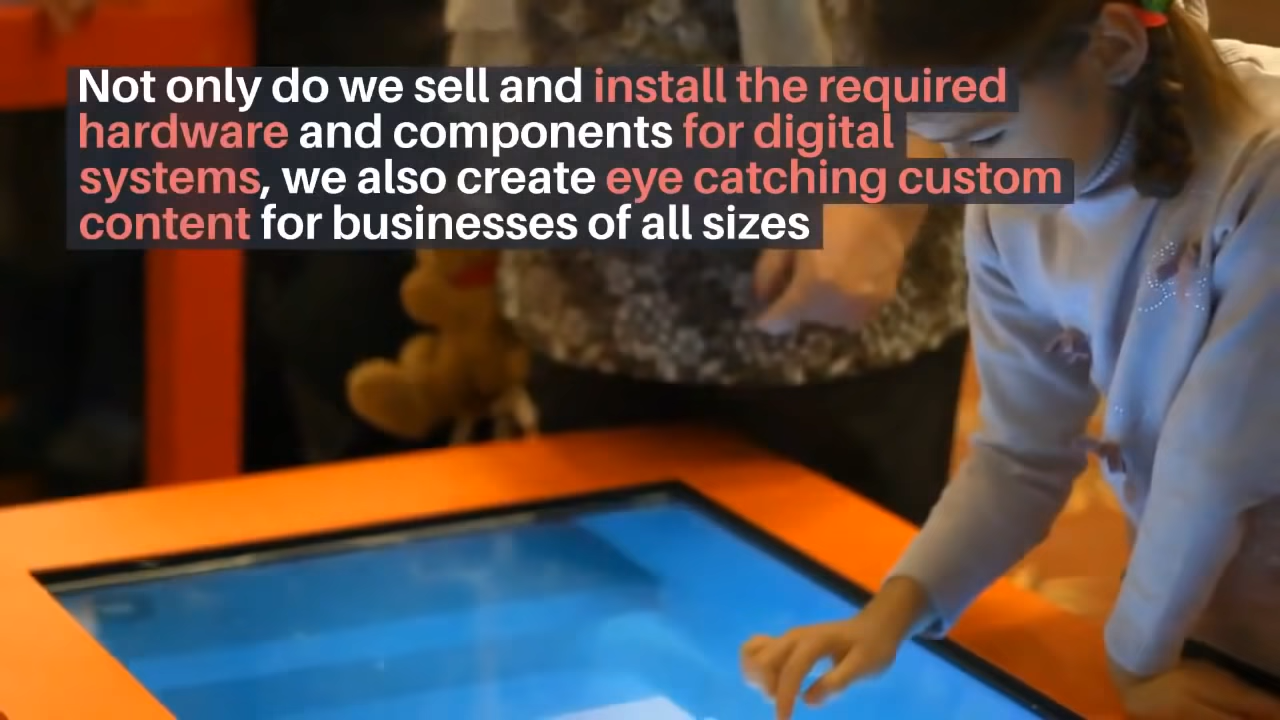 Not only do we sell and install the required
hardware and components for digital
systems, we also create eye catching custom
content for businesses of all sizes